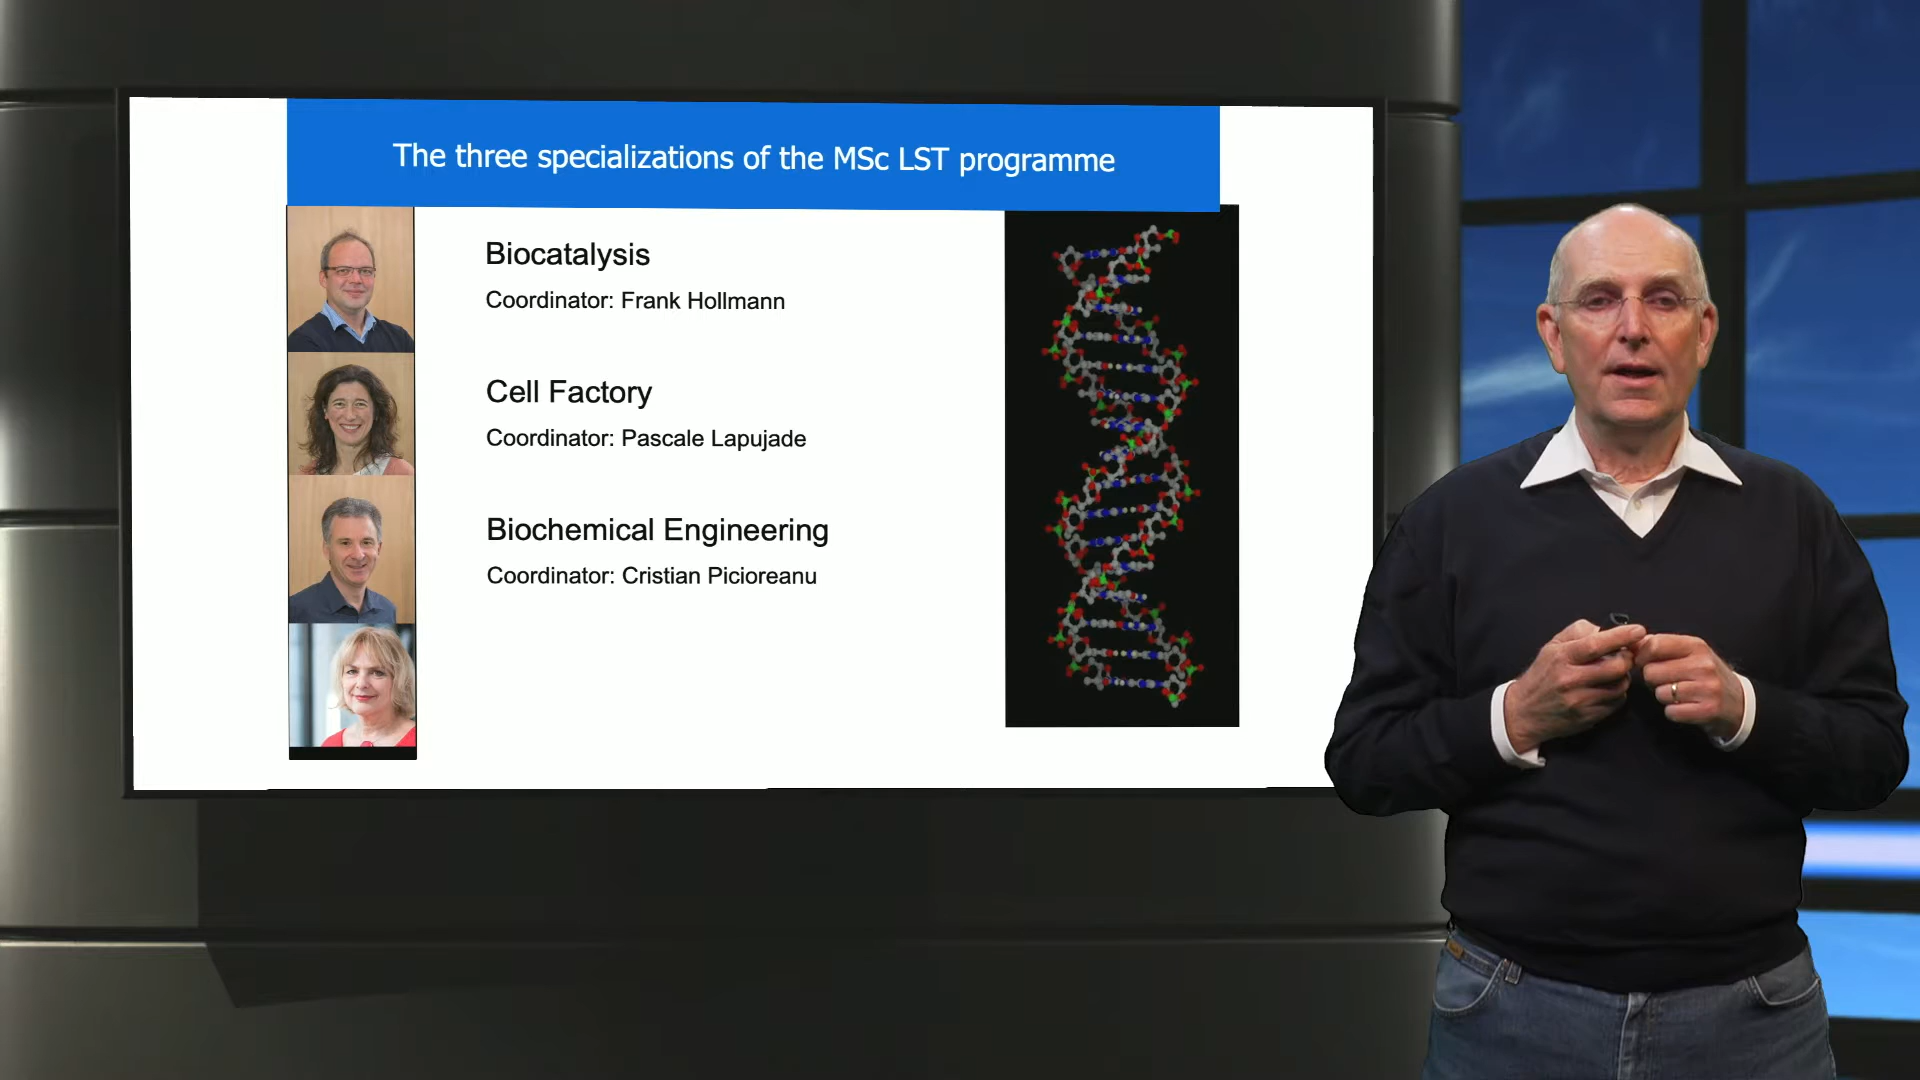 The three specializations of the MSc LST programme
Biocatalysis
Coordinator: Frank Hollmann
Cell Factory
Coordinator: Pascale Lapujade
Biochemical Engineering
Coordinator: Cristian Picioreanu